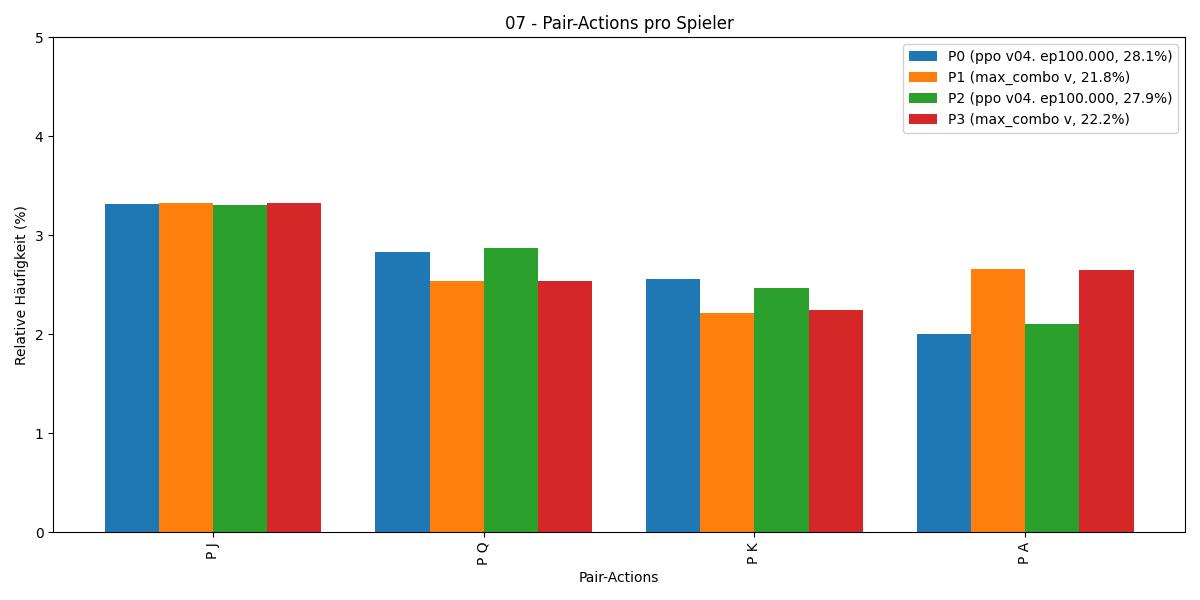 07 - Pair-Actions pro Spieler
P0 (ppo v04. ep100.000, 28.1%)
P1 (max_combo v, 21.8%)
P2 (ppo v04. ep100.000, 27.9%)
P3 (max_combo v, 22.2%)
Relative Häufigkeit (%)
5
4
3
2
1
0
P J
P Q
P K
P A
Pair-Actions